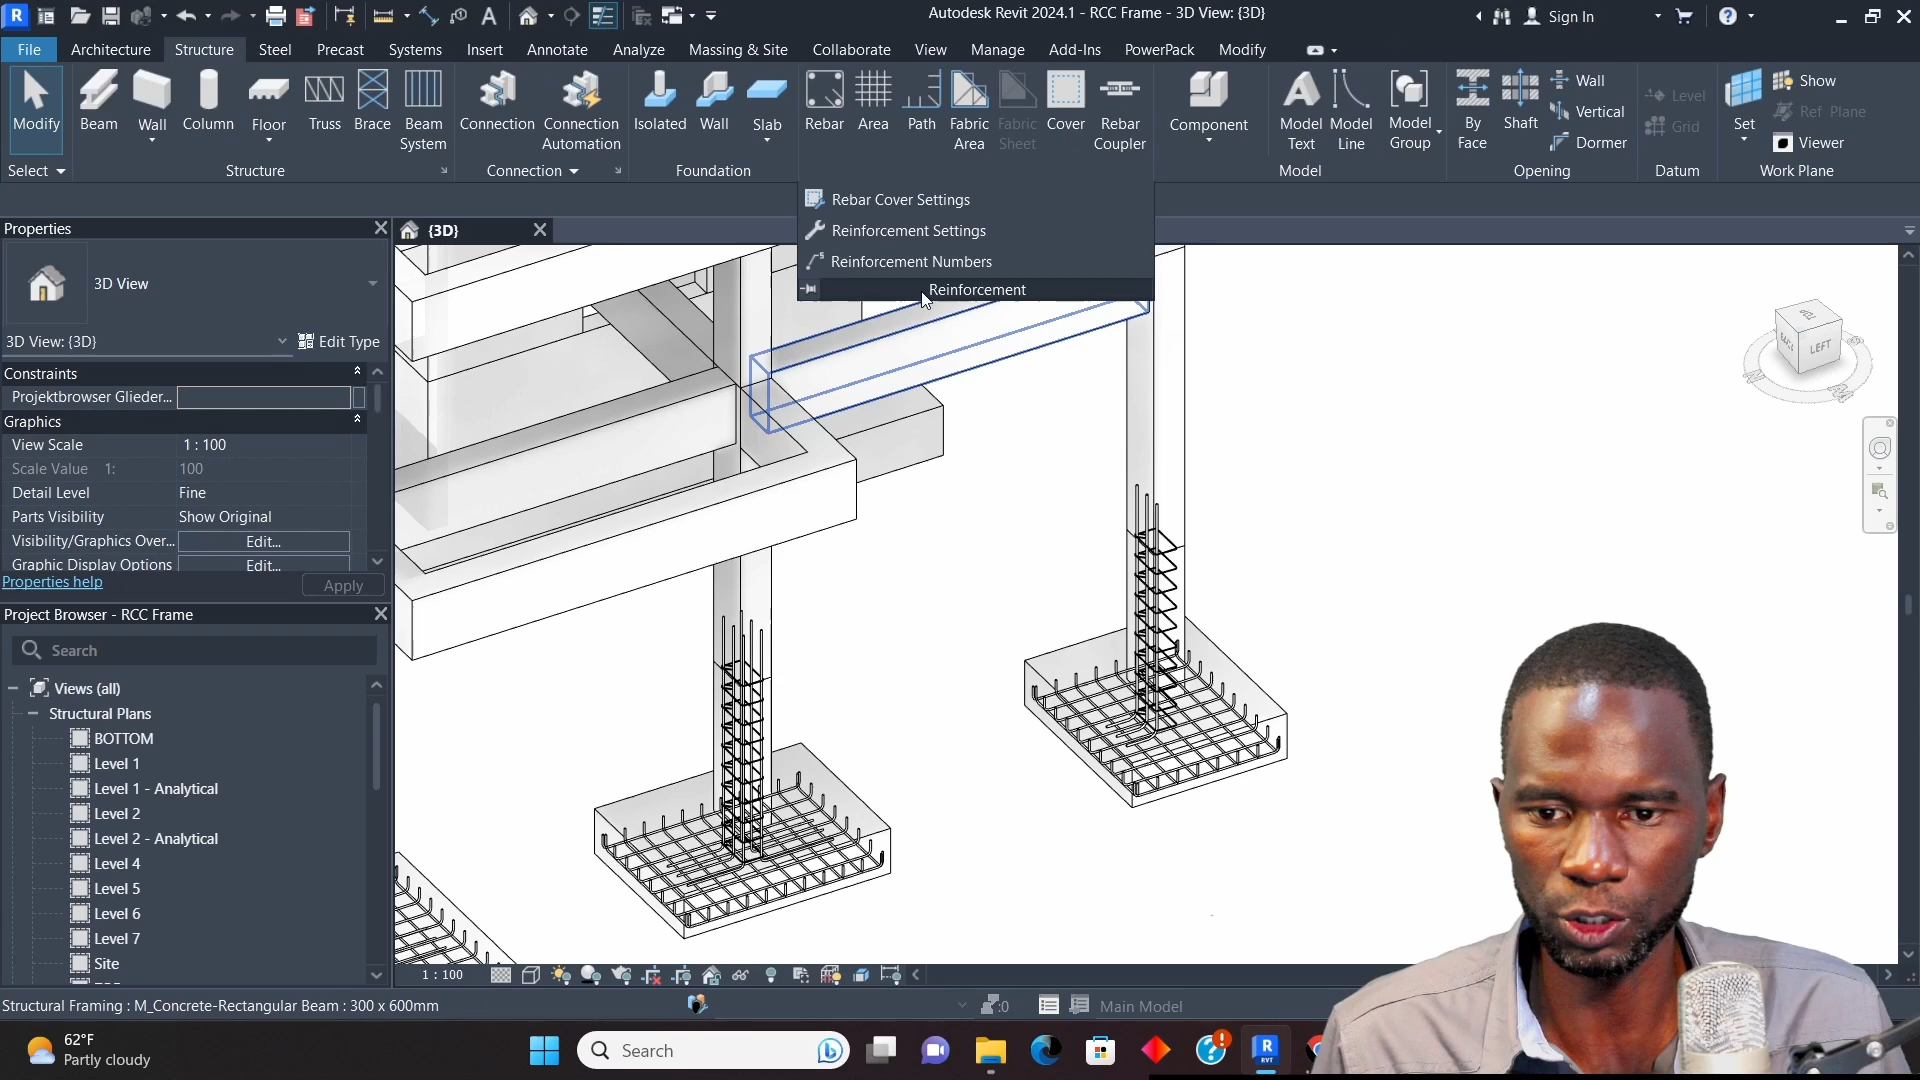 Autodesk Revit 2024.1 - RCC Frame - 3D View: {3D}
Sign In
File
Architecture
Structure
Steel
Precast
Systems
Insert
Annotate
Analyze
Massing & Site
Collaborate
View
Manage
Add-Ins
PowerPack
Modify
Modify
Beam
Wall
Column
Floor
Truss
Brace
Beam System
Connection
Connection Automation
Isolated
Wall
Slab
Rebar
Area
Path
Fabric Area
Fabric Sheet
Cover
Rebar Coupler
Component
Model Text
Model Line
Model Group
By Face
Shaft
Wall
Vertical
Dormer
Level
Grid
Set
Show
Ref Plane
Viewer
Select
Structure
Connection
Foundation
Model
Opening
Datum
Work Plane
Rebar Cover Settings
Reinforcement Settings
Reinforcement Numbers
Reinforcement
Properties
{3D}
3D View
3D View: {3D}
Edit Type
Constraints
Projektbrowser Glieder...
Graphics
View Scale 1 : 100
Scale Value 1: 100
Detail Level Fine
Parts Visibility Show Original
Visibility/Graphics Over... Edit...
Graphic Display Options Edit...
Properties help
Apply
Project Browser - RCC Frame
Search
Views (all)
Structural Plans
BOTTOM
Level 1
Level 1 - Analytical
Level 2
Level 2 - Analytical
Level 4
Level 5
Level 6
Level 7
Site
LEFT
TOP
1 : 100
Structural Framing : M_Concrete-Rectangular Beam : 300 x 600mm
:0
Main Model
62°F
Partly cloudy
Search